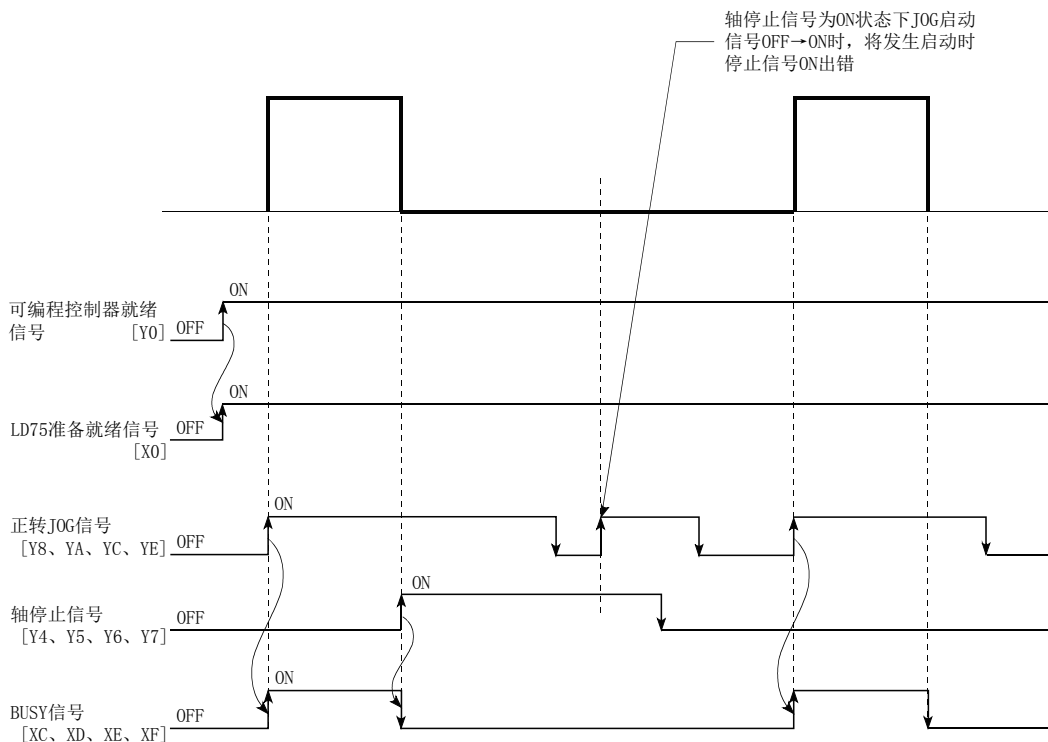 轴停止信号为ON状态下JOG启动
信号OFF→ON时，将发生启动时
停止信号ON出错
ON
可编程控制器就绪
信号 [Y0] OFF
ON
LD75准备就绪信号 OFF
[X0]
ON
正转JOG信号
[Y8、YA、YC、YE] OFF
ON
轴停止信号 OFF
[Y4、Y5、Y6、Y7]
ON
BUSY信号 OFF
[XC、XD、XE、XF]